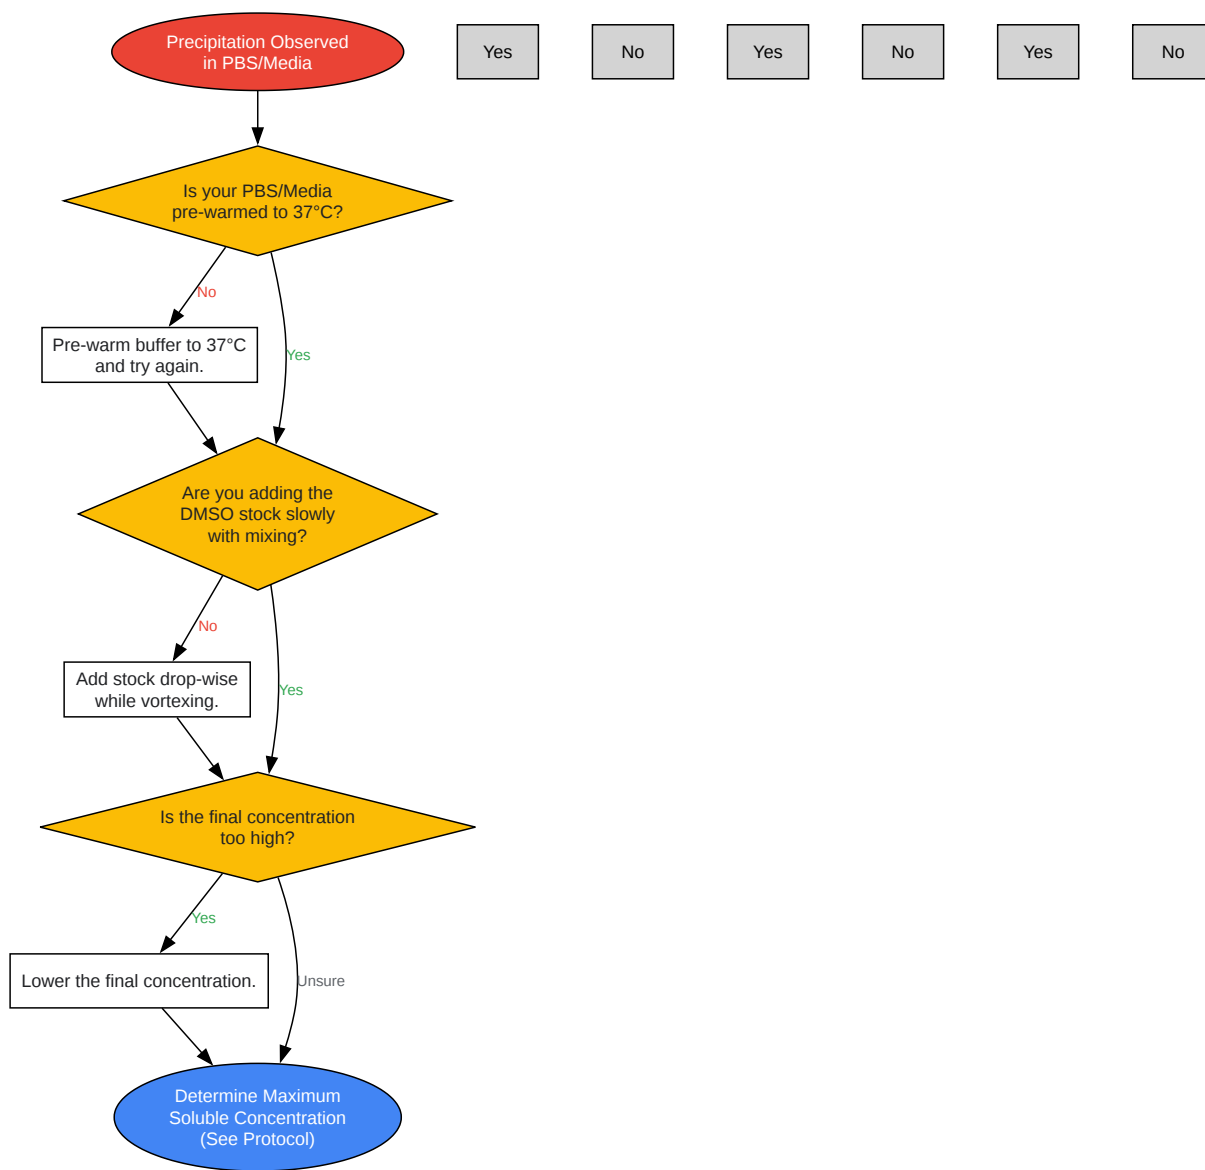 Precipitation Observed
in PBS/Media
Yes
No
Yes
No
Yes
No
Is your PBS/Media
pre-warmed to 37°C?
No
Pre-warm buffer to 37°C
and try again.
Yes
Are you adding the
DMSO stock slowly
with mixing?
No
Add stock drop-wise
while vortexing.
Yes
Is the final concentration
too high?
Yes
Lower the final concentration.
Unsure
Determine Maximum
Soluble Concentration
(See Protocol)